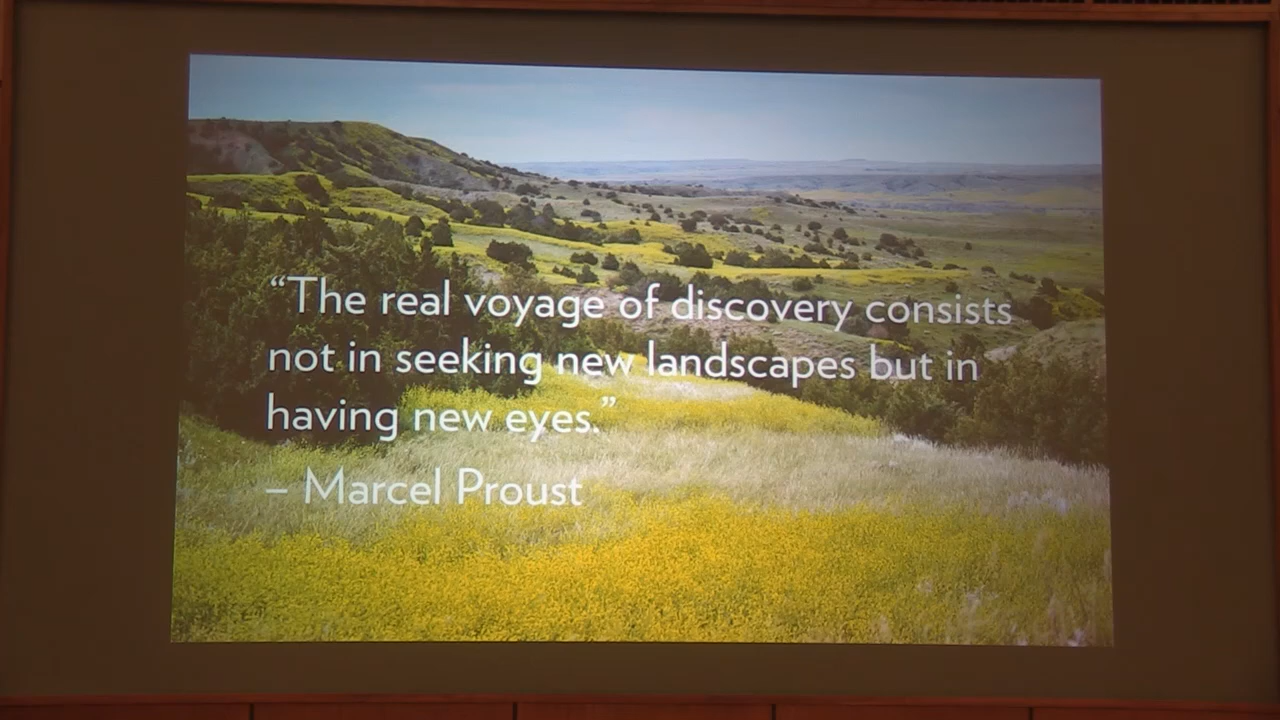 “The real voyage of discovery consists
not in seeking new landscapes but in
having new eyes.”
– Marcel Proust